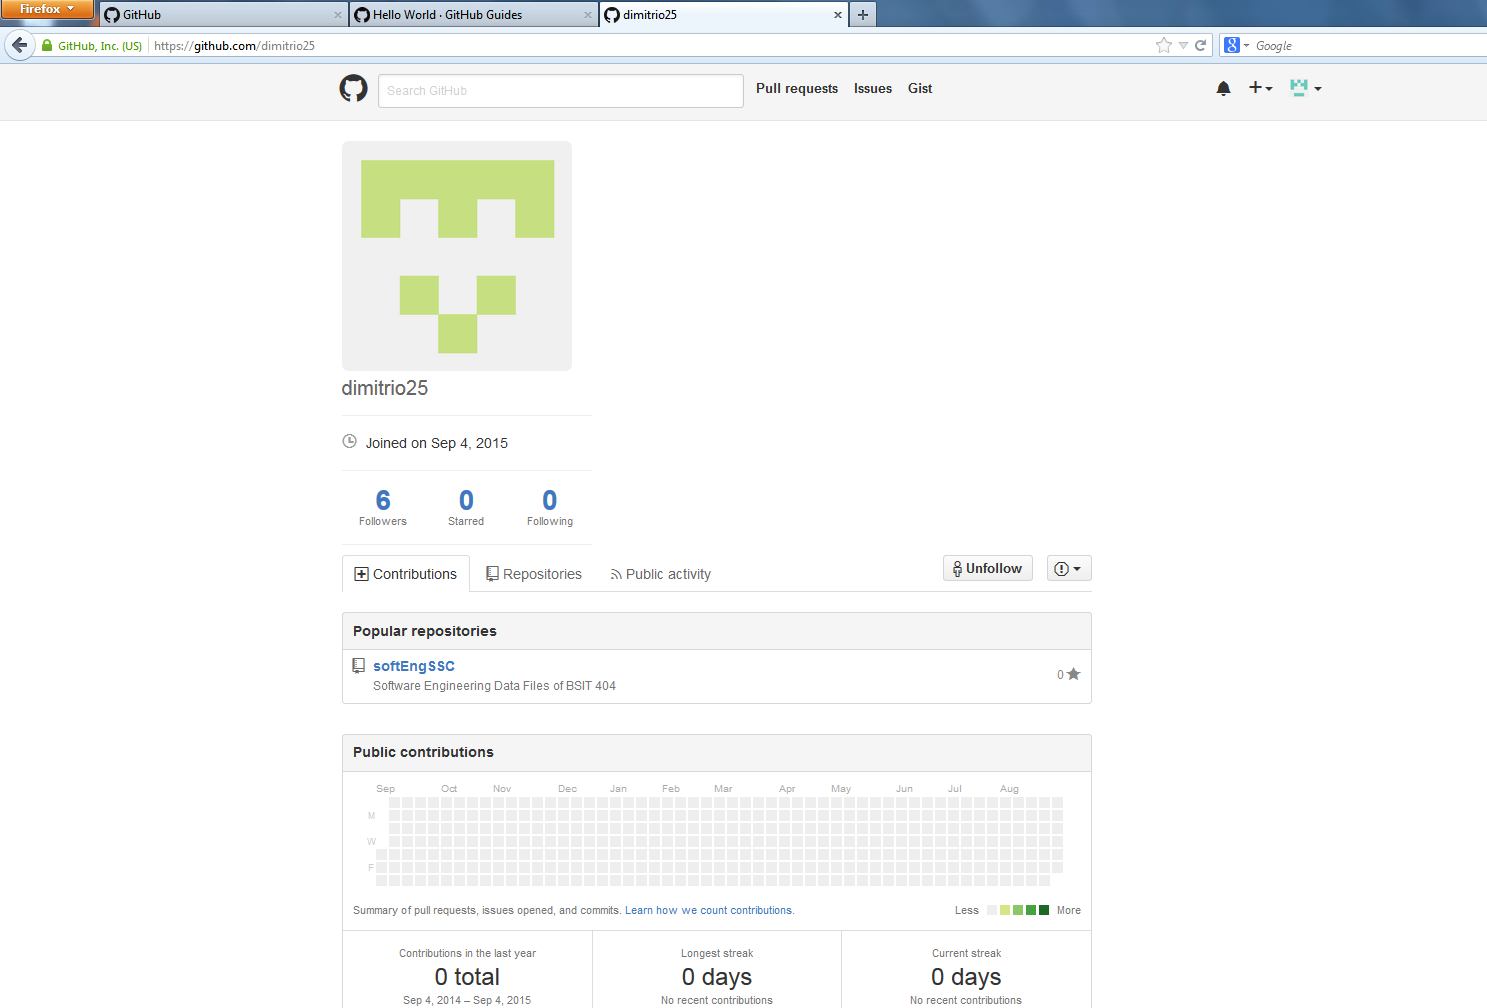 Firefox
GitHub
Hello World · GitHub Guides
dimitrio25
GitHub, Inc. (US)
https://github.com/dimitrio25
Google
Search GitHub
Pull requests Issues Gist
dimitrio25
Joined on Sep 4, 2015
6 0 0
Followers Starred Following
Contributions Repositories Public activity Unfollow
Popular repositories
softEngSSC
Software Engineering Data Files of BSIT 404
0
Public contributions
Sep Oct Nov Dec Jan Feb Mar Apr May Jun Jul Aug
M
W
F
Summary of pull requests, issues opened, and commits. Learn how we count contributions. Less More
Contributions in the last year
0 total
Sep 4, 2014 – Sep 4, 2015
Longest streak
0 days
No recent contributions
Current streak
0 days
No recent contributions